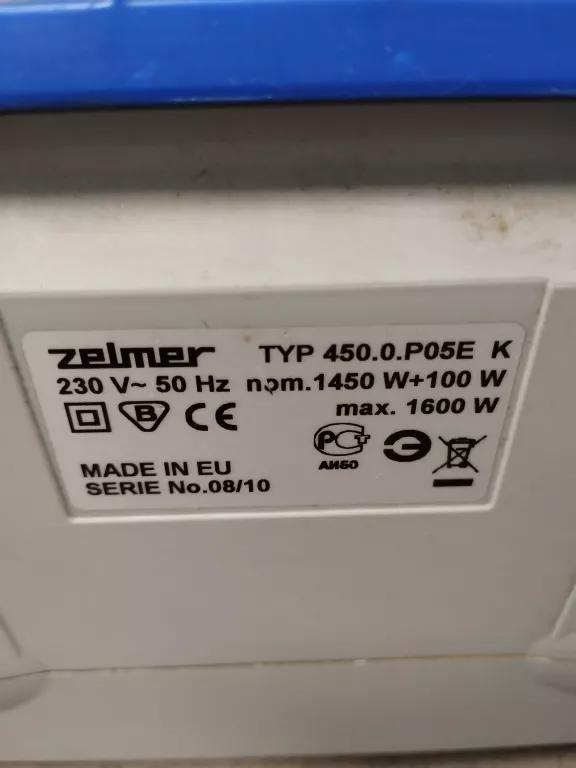 zelmer TYP 450.0.P05E K
230 V~ 50 Hz nom.1450 W+100 W
max. 1600 W
B CE
PCT
АИ50
MADE IN EU
SERIE No.08/10